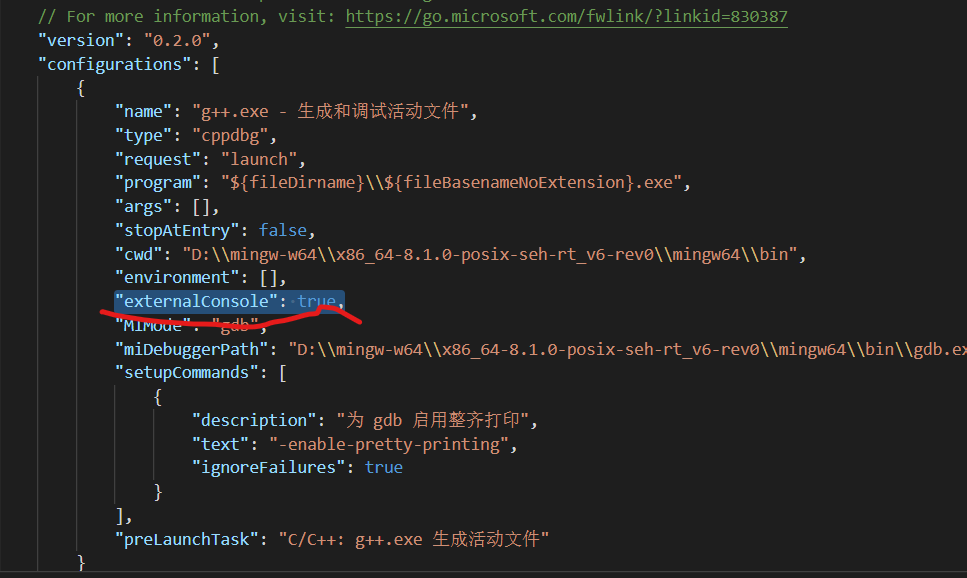 // For more information, visit: https://go.microsoft.com/fwlink/?linkid=830387
"version": "0.2.0",
"configurations": [
{
"name": "g++.exe - 生成和调试活动文件",
"type": "cppdbg",
"request": "launch",
"program": "${fileDirname}\\${fileBasenameNoExtension}.exe",
"args": [],
"stopAtEntry": false,
"cwd": "D:\\mingw-w64\\x86_64-8.1.0-posix-seh-rt_v6-rev0\\mingw64\\bin",
"environment": [],
"externalConsole": true,
"MIMode": "gdb",
"miDebuggerPath": "D:\\mingw-w64\\x86_64-8.1.0-posix-seh-rt_v6-rev0\\mingw64\\bin\\gdb.ex
"setupCommands": [
{
"description": "为 gdb 启用整齐打印",
"text": "-enable-pretty-printing",
"ignoreFailures": true
}
],
"preLaunchTask": "C/C++: g++.exe 生成活动文件"
}